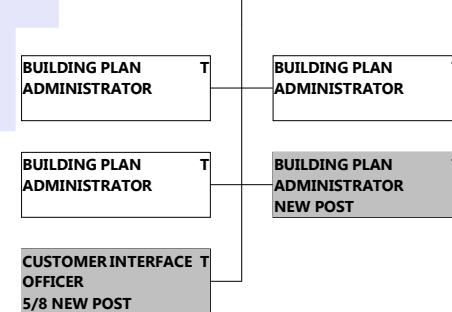 BUILDING PLAN T
ADMINISTRATOR
BUILDING PLAN
ADMINISTRATOR
BUILDING PLAN T
ADMINISTRATOR
BUILDING PLAN
ADMINISTRATOR
NEW POST
CUSTOMER INTERFACE T
OFFICER
5/8 NEW POST